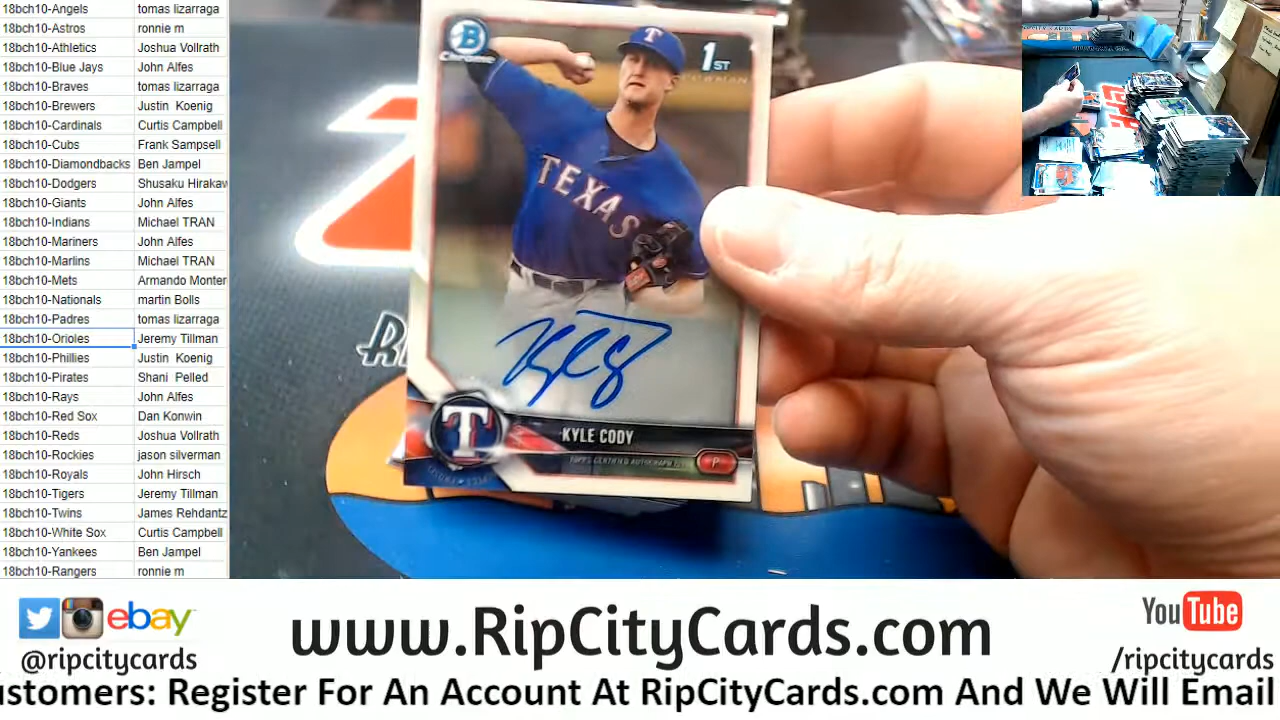 18bch10-Angels tomas lizarraga
18bch10-Astros ronnie m
18bch10-Athletics Joshua Vollrath
18bch10-Blue Jays John Alfes
18bch10-Braves tomas lizarraga
18bch10-Brewers Justin Koenig
18bch10-Cardinals Curtis Campbell
18bch10-Cubs Frank Sampsell
18bch10-Diamondbacks Ben Jampel
18bch10-Dodgers Shusaku Hirakaw
18bch10-Giants John Alfes
18bch10-Indians Michael TRAN
18bch10-Mariners John Alfes
18bch10-Marlins Michael TRAN
18bch10-Mets Armando Monter
18bch10-Nationals martin Bolls
18bch10-Padres tomas lizarraga
18bch10-Orioles Jeremy Tillman
18bch10-Phillies Justin Koenig
18bch10-Pirates Shani Pelled
18bch10-Rays John Alfes
18bch10-Red Sox Dan Konwin
18bch10-Reds Joshua Vollrath
18bch10-Rockies jason silverman
18bch10-Royals John Hirsch
18bch10-Tigers Jeremy Tillman
18bch10-Twins James Rehdantz
18bch10-White Sox Curtis Campbell
18bch10-Yankees Ben Jampel
18bch10-Rangers ronnie m
B
Chrome
1ST
BOWMAN
T
TEXAS
T
KYLE CODY
TOPPS CERTIFIED AUTOGRAPH
P
ebay
@ripcitycards
www.RipCityCards.com
YouTube
/ripcitycards
ustomers: Register For An Account At RipCityCards.com And We Will Email